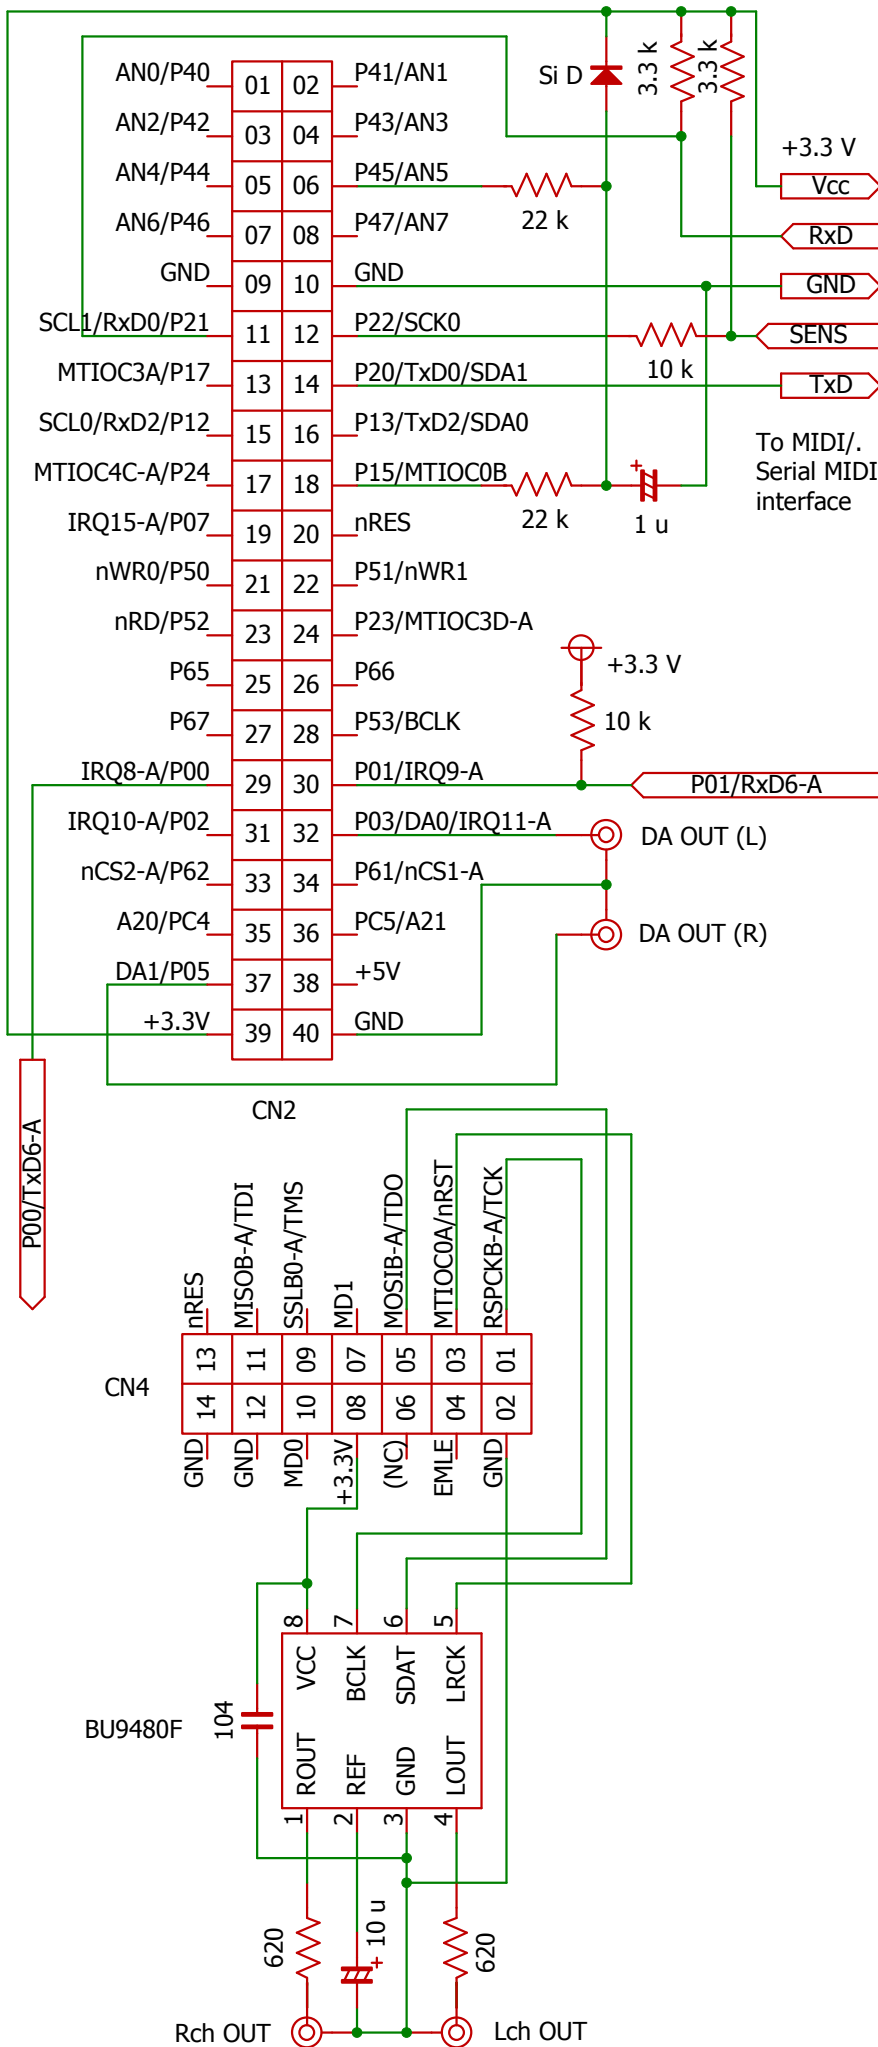 Si D
3.3 k
3.3 k
AN0/P40
01
02
P41/AN1
AN2/P42
03
04
P43/AN3
+3.3 V
AN4/P44
05
06
P45/AN5
22 k
Vcc
AN6/P46
07
08
P47/AN7
RxD
GND
09
10
GND
GND
SCL1/RxD0/P21
11
12
P22/SCK0
10 k
SENS
MTIOC3A/P17
13
14
P20/TxD0/SDA1
TxD
SCL0/RxD2/P12
15
16
P13/TxD2/SDA0
To MIDI/.
Serial MIDI
interface
MTIOC4C-A/P24
17
18
P15/MTIOC0B
22 k
+
1 u
IRQ15-A/P07
19
20
nRES
nWR0/P50
21
22
P51/nWR1
nRD/P52
23
24
P23/MTIOC3D-A
P65
25
26
P66
+3.3 V
P67
27
28
P53/BCLK
10 k
IRQ8-A/P00
29
30
P01/IRQ9-A
P01/RxD6-A
IRQ10-A/P02
31
32
P03/DA0/IRQ11-A
DA OUT (L)
nCS2-A/P62
33
34
P61/nCS1-A
A20/PC4
35
36
PC5/A21
DA OUT (R)
DA1/P05
37
38
+5V
+3.3V
39
40
GND
CN2
P00/TxD6-A
nRES
MISOB-A/TDI
SSLB0-A/TMS
MD1
MOSIB-A/TDO
MTIOC0A/nRST
RSPCKB-A/TCK
CN4
13
11
09
07
05
03
01
14
12
10
08
06
04
02
GND
GND
MD0
+3.3V
(NC)
EMLE
GND
8
7
6
5
VCC
BCLK
SDAT
LRCK
BU9480F
104
ROUT
REF
GND
LOUT
1
2
3
4
620
10 u
+
620
Rch OUT
Lch OUT